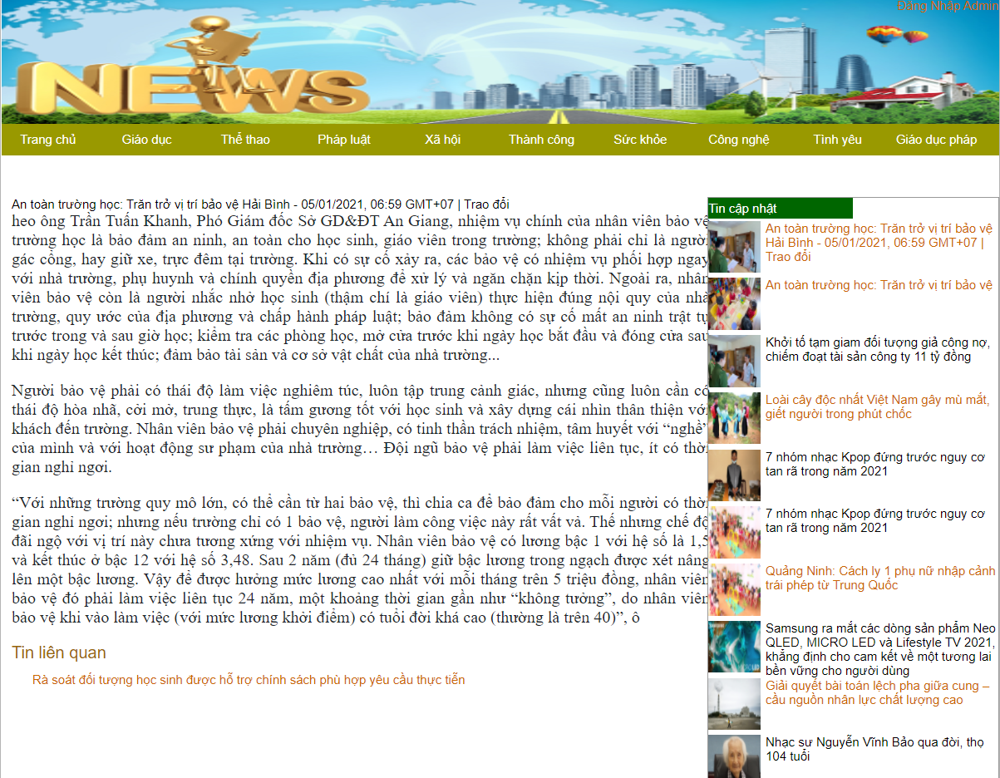 Đăng Nhập Admin
NEWS
Trang chủ Giáo dục Thể thao Pháp luật Xã hội Thành công Sức khỏe Công nghệ Tình yêu Giáo dục pháp
An toàn trường học: Trăn trở vị trí bảo vệ Hải Bình - 05/01/2021, 06:59 GMT+07 | Trao đổi
heo ông Trần Tuấn Khanh, Phó Giám đốc Sở GD&ĐT An Giang, nhiệm vụ chính của nhân viên bảo vệ
trường học là bảo đảm an ninh, an toàn cho học sinh, giáo viên trong trường; không phải chỉ là người
gác cổng, hay giữ xe, trực đêm tại trường. Khi có sự cố xảy ra, các bảo vệ có nhiệm vụ phối hợp ngay
với nhà trường, phụ huynh và chính quyền địa phương để xử lý và ngăn chặn kịp thời. Ngoài ra, nhân
viên bảo vệ còn là người nhắc nhở học sinh (thậm chí là giáo viên) thực hiện đúng nội quy của nhà
trường, quy ước của địa phương và chấp hành pháp luật; bảo đảm không có sự cố mất an ninh trật tự
trước trong và sau giờ học; kiểm tra các phòng học, mở cửa trước khi ngày học bắt đầu và đóng cửa sau
khi ngày học kết thúc; đảm bảo tài sản và cơ sở vật chất của nhà trường...
Người bảo vệ phải có thái độ làm việc nghiêm túc, luôn tập trung cảnh giác, nhưng cũng luôn cần có
thái độ hòa nhã, cởi mở, trung thực, là tấm gương tốt với học sinh và xây dựng cái nhìn thân thiện với
khách đến trường. Nhân viên bảo vệ phải chuyên nghiệp, có tinh thần trách nhiệm, tâm huyết với “nghề”
của mình và với hoạt động sư phạm của nhà trường… Đội ngũ bảo vệ phải làm việc liên tục, ít có thời
gian nghỉ ngơi.
“Với những trường quy mô lớn, có thể cần từ hai bảo vệ, thì chia ca để bảo đảm cho mỗi người có thời
gian nghỉ ngơi; nhưng nếu trường chỉ có 1 bảo vệ, người làm công việc này rất vất vả. Thế nhưng chế độ
đãi ngộ với vị trí này chưa tương xứng với nhiệm vụ. Nhân viên bảo vệ có lương bậc 1 với hệ số là 1,5
và kết thúc ở bậc 12 với hệ số 3,48. Sau 2 năm (đủ 24 tháng) giữ bậc lương trong ngạch được xét nâng
lên một bậc lương. Vậy để được hưởng mức lương cao nhất với mỗi tháng trên 5 triệu đồng, nhân viên
bảo vệ đó phải làm việc liên tục 24 năm, một khoảng thời gian gần như “không tưởng”, do nhân viên
bảo vệ khi vào làm việc (với mức lương khởi điểm) có tuổi đời khá cao (thường là trên 40)”, ô
Tin liên quan
Rà soát đối tượng học sinh được hỗ trợ chính sách phù hợp yêu cầu thực tiễn
Tin cập nhật
An toàn trường học: Trăn trở vị trí bảo vệ
Hải Bình - 05/01/2021, 06:59 GMT+07 |
Trao đổi
An toàn trường học: Trăn trở vị trí bảo vệ
Khởi tố tạm giam đối tượng giả công nợ,
chiếm đoạt tài sản công ty 11 tỷ đồng
Loài cây độc nhất Việt Nam gây mù mắt,
giết người trong phút chốc
7 nhóm nhạc Kpop đứng trước nguy cơ
tan rã trong năm 2021
7 nhóm nhạc Kpop đứng trước nguy cơ
tan rã trong năm 2021
Quảng Ninh: Cách ly 1 phụ nữ nhập cảnh
trái phép từ Trung Quốc
Samsung ra mắt các dòng sản phẩm Neo
QLED, MICRO LED và Lifestyle TV 2021,
khẳng định cho cam kết về một tương lai
bền vững cho người dùng
Giải quyết bài toán lệch pha giữa cung –
cầu nguồn nhân lực chất lượng cao
Nhạc sư Nguyễn Vĩnh Bảo qua đời, thọ
104 tuổi